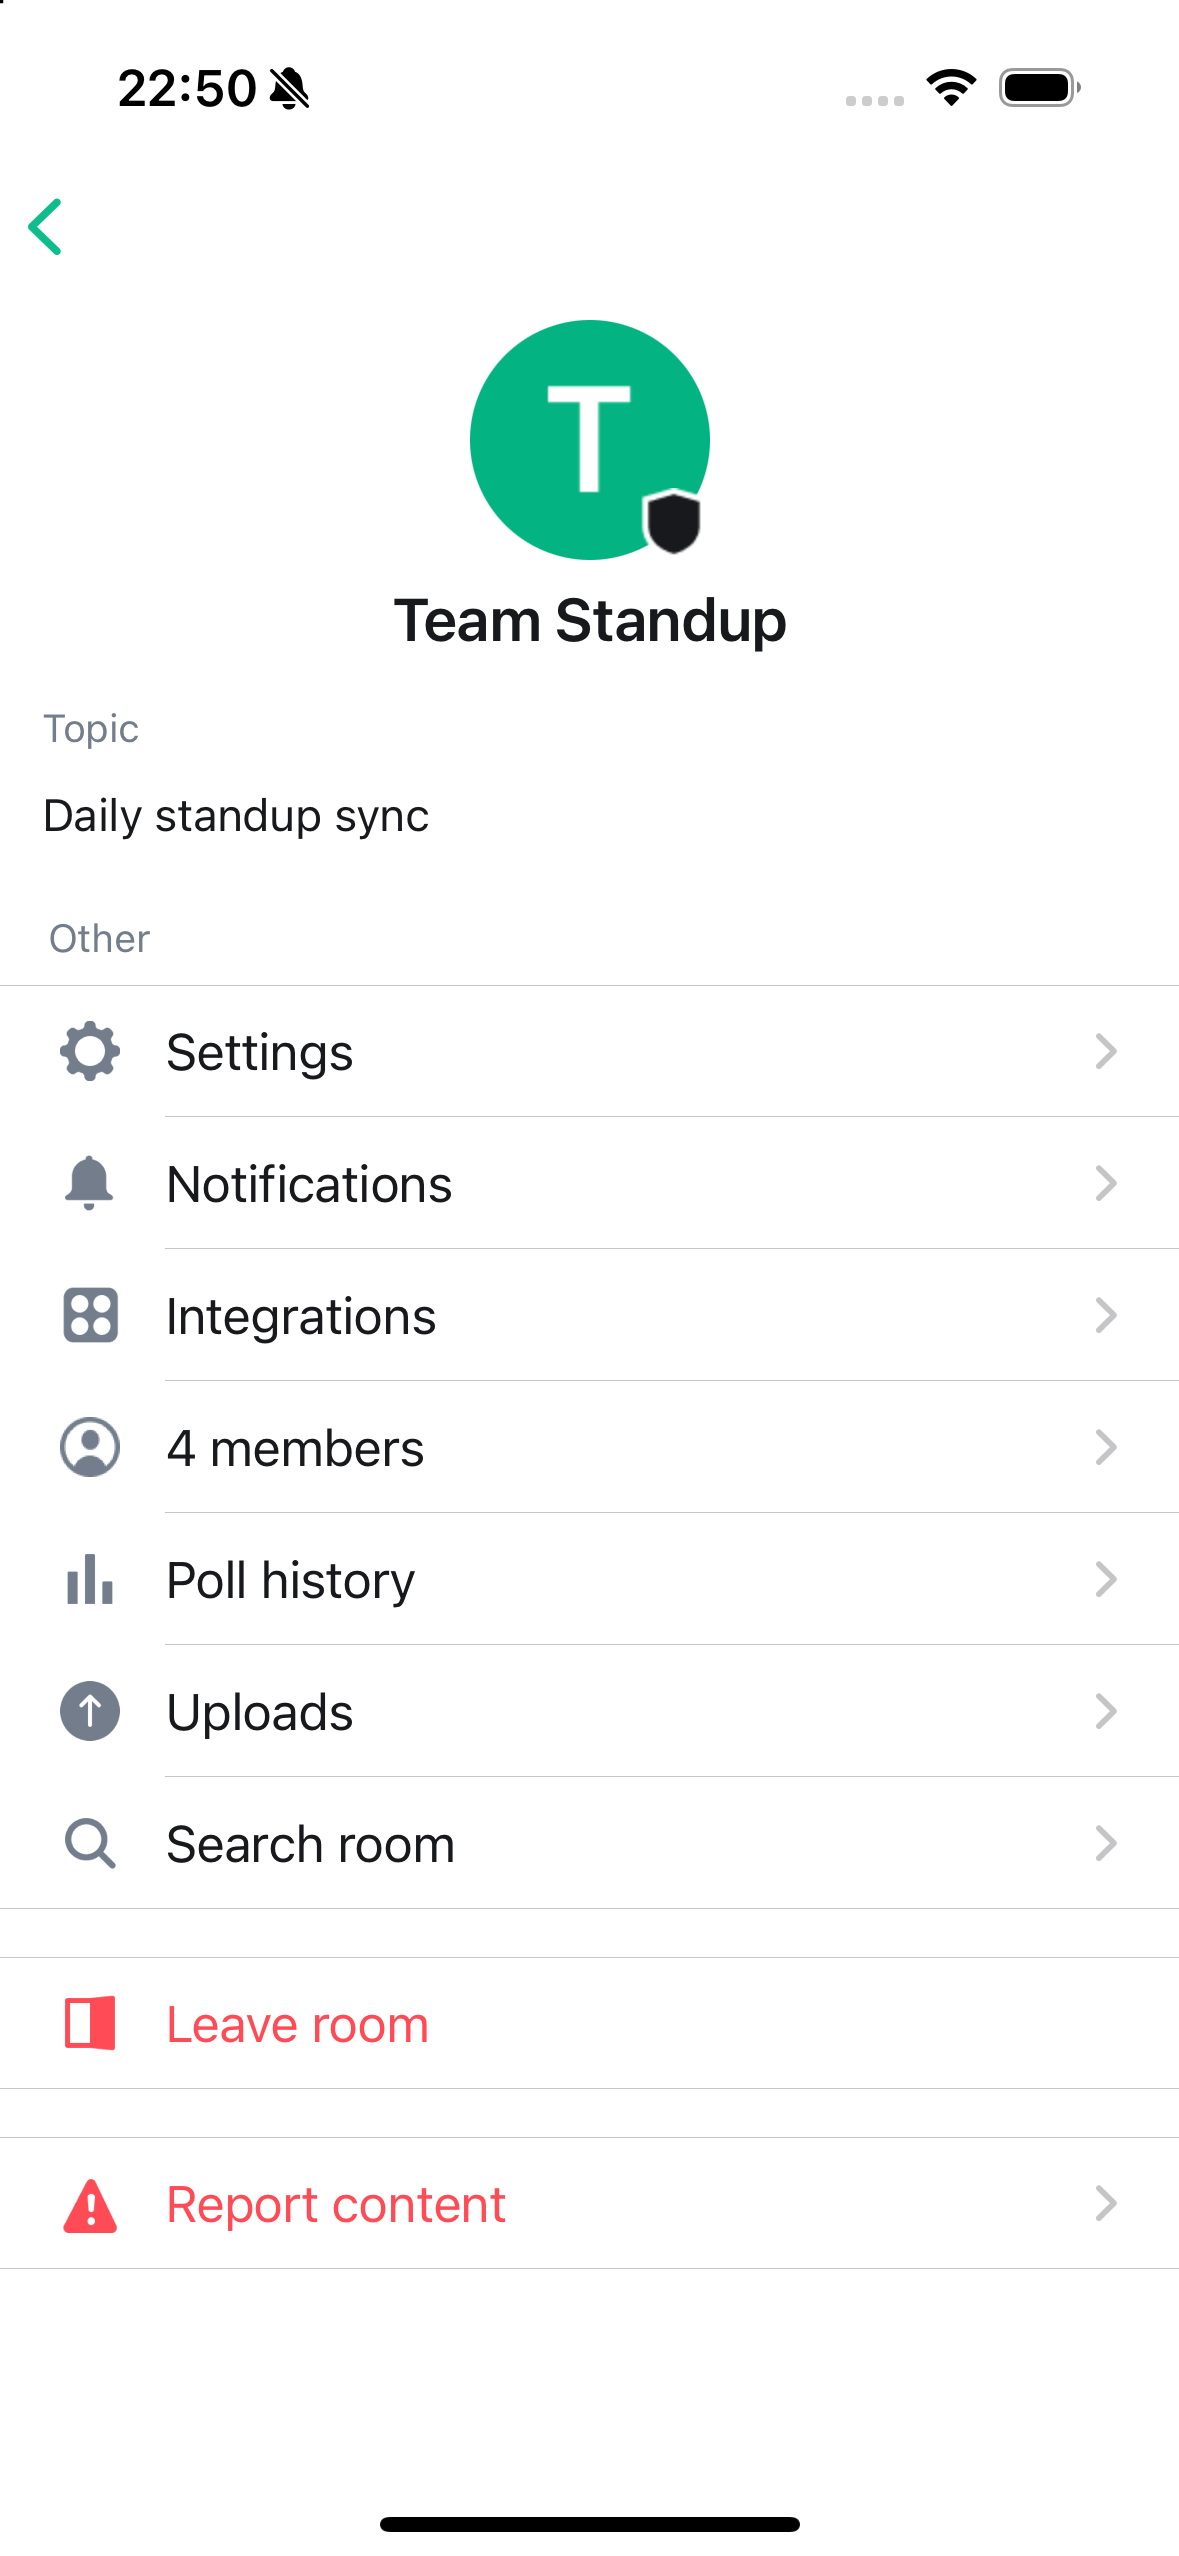 22:50
T
Team Standup
Topic
Daily standup sync
Other
Settings
Notifications
Integrations
4 members
Poll history
Uploads
Search room
Leave room
Report content